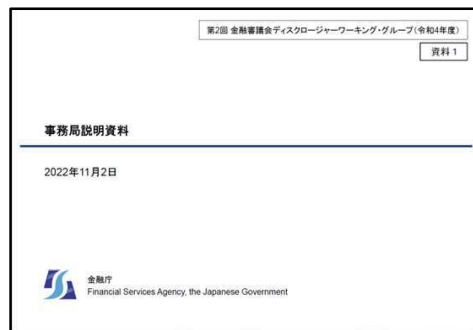 第2回 金融審議会ディスクロージャーワーキング・グループ(令和4年度)
資料 1
事務局説明資料
2022年11月2日
金融庁
Financial Services Agency, the Japanese Government